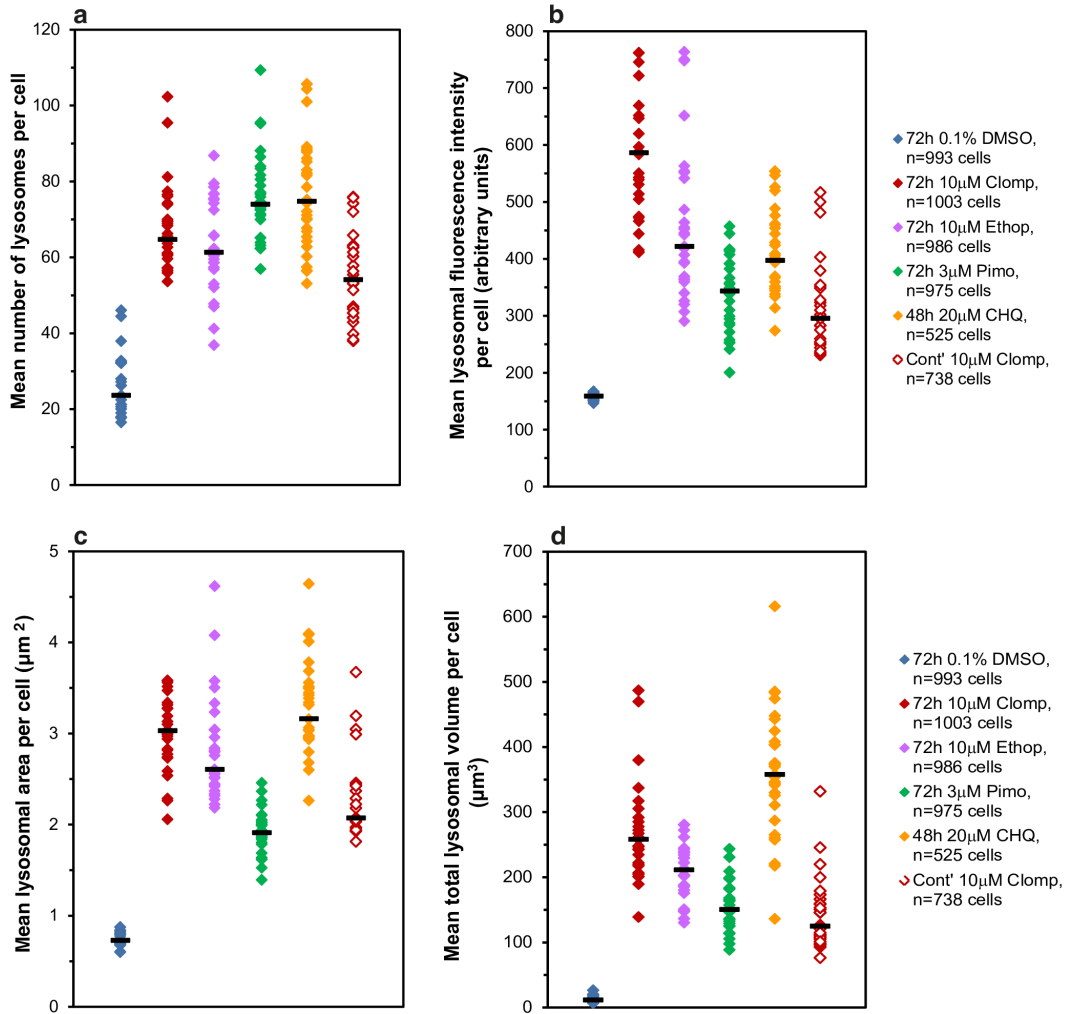 a
Mean number of lysosomes per cell
120
100
80
60
40
20
0
b
Mean lysosomal fluorescence intensity
per cell (arbitrary units)
800
700
600
500
400
300
200
100
0
72h 0.1% DMSO,
n=993 cells
72h 10μM Clomp,
n=1003 cells
72h 10μM Ethop,
n=986 cells
72h 3μM Pimo,
n=975 cells
48h 20μM CHQ,
n=525 cells
Cont' 10μM Clomp,
n=738 cells
c
Mean lysosomal area per cell (μm ²)
5
4
3
2
1
0
d
Mean total lysosomal volume per cell
(μm³)
700
600
500
400
300
200
100
0
72h 0.1% DMSO,
n=993 cells
72h 10μM Clomp,
n=1003 cells
72h 10μM Ethop,
n=986 cells
72h 3μM Pimo,
n=975 cells
48h 20μM CHQ,
n=525 cells
Cont' 10μM Clomp,
n=738 cells